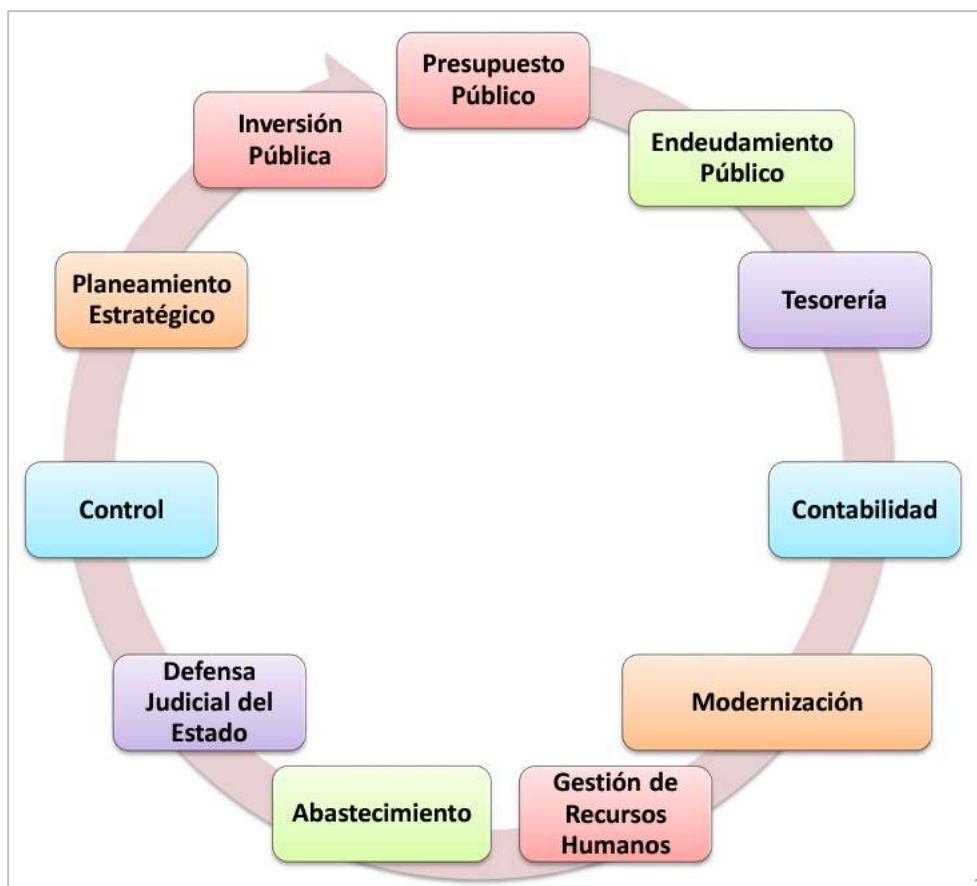 Presupuesto
Público
Endeudamiento
Público
Tesorería
Contabilidad
Modernización
Gestión de
Recursos
Humanos
Abastecimiento
Defensa
Judicial del
Estado
Control
Planeamiento
Estratégico
Inversión
Pública